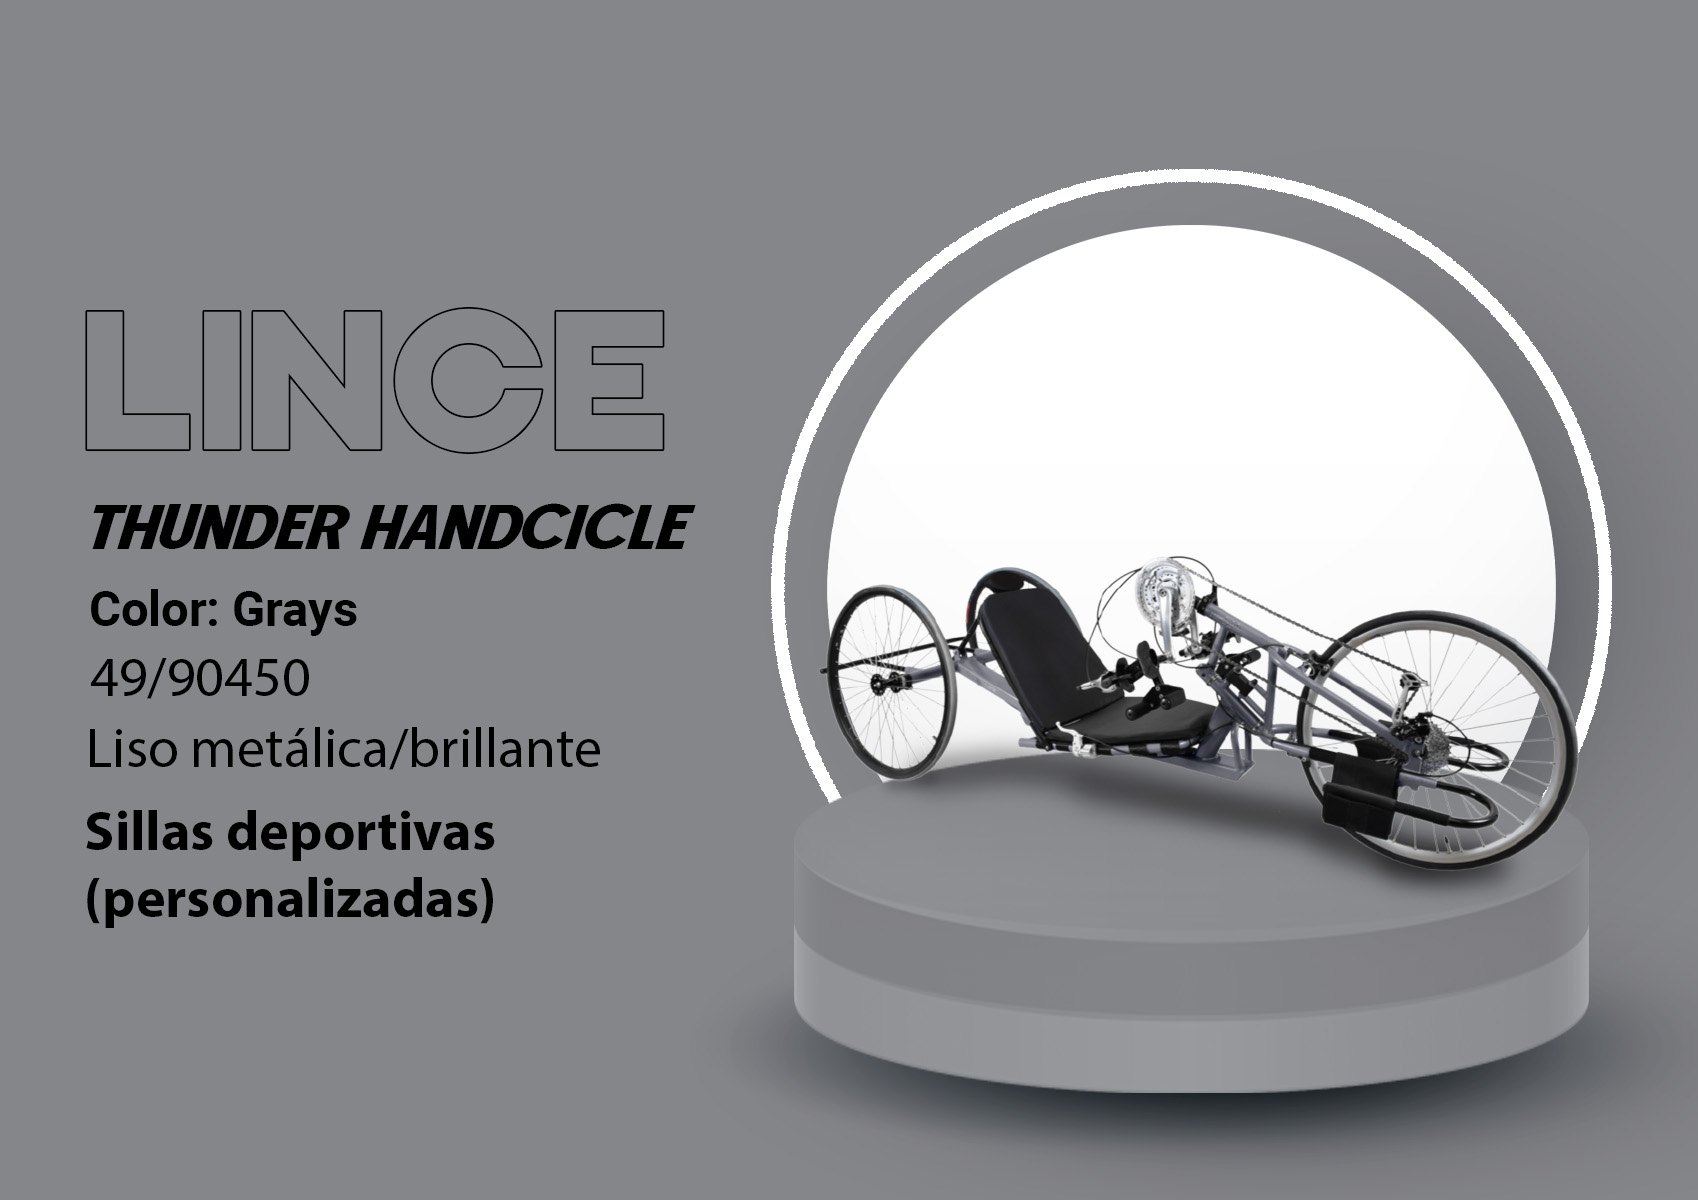 LINCE
THUNDER HANDCICLE
Color: Grays
49/90450
Liso metálica/brillante
Sillas deportivas
(personalizadas)